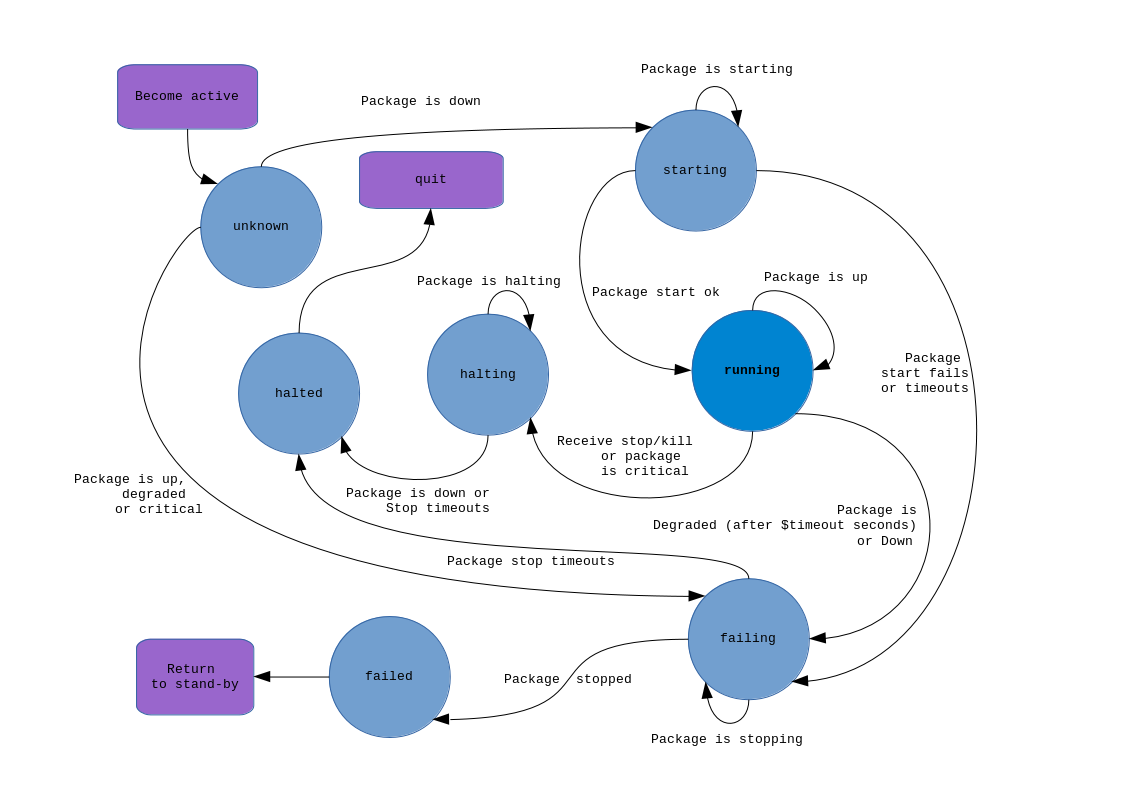 Package is starting
Become active
Package is down
starting
quit
unknown
Package is up
Package is halting
Package start ok
Package
start fails
or timeouts
running
halting
halted
Receive stop/kill
or package
is critical
Package is up,
degraded
or critical
Package is down or
Stop timeouts
Package is
Degraded (after $timeout seconds)
or Down
Package stop timeouts
failing
Return
to stand-by
failed
Package stopped
Package is stopping